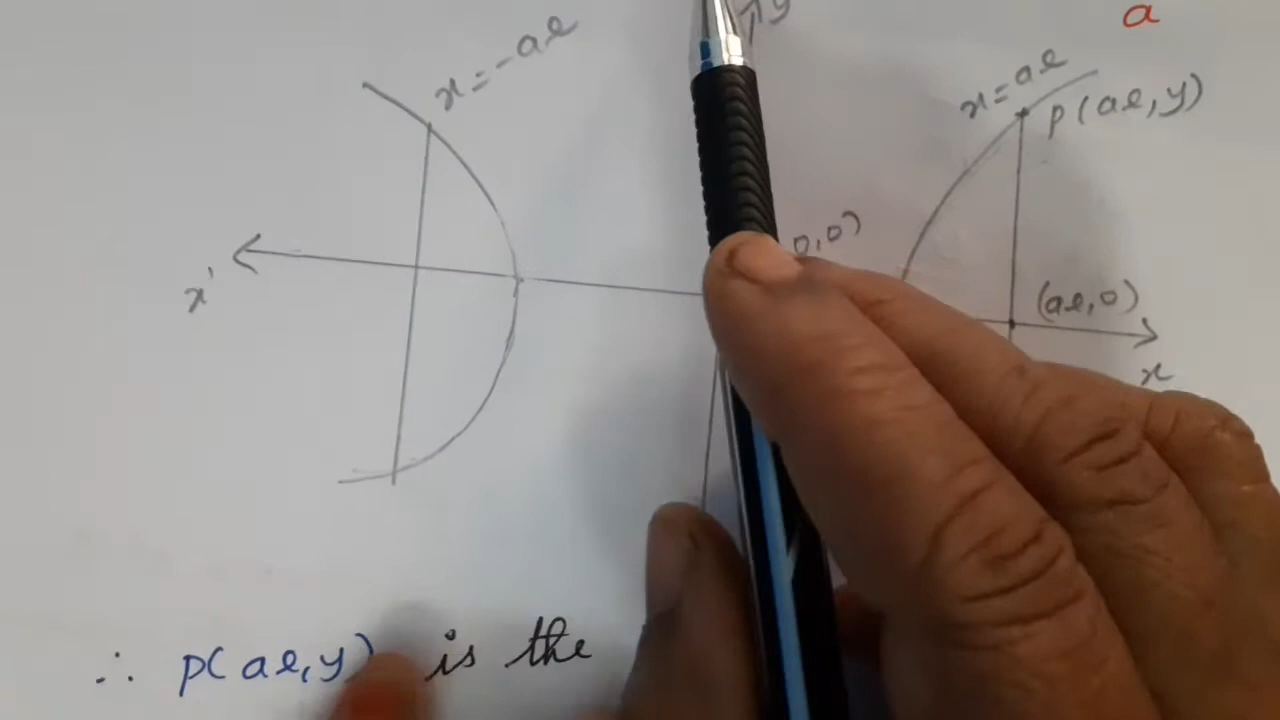 a
y
x = -ae
x = ae
P(ae, y)
0,0)
x'
(ae, 0)
x
∴ P(ae, y) is the